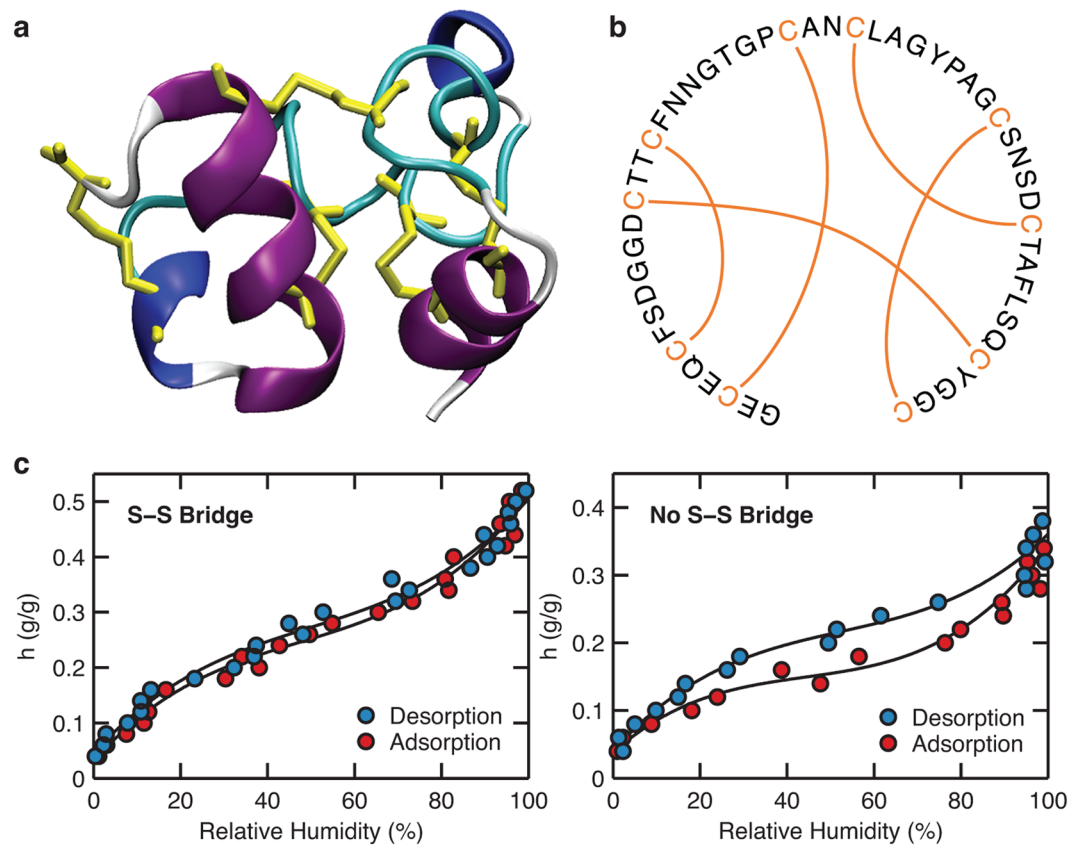 a
b
GECEQCFSDGGDCTTCFNNGTGPCANCLAGYPAGCSNSDCTAFLSQCYGGC
c
S–S Bridge
h (g/g)
0.5
0.4
0.3
0.2
0.1
0
Desorption
Adsorption
0 20 40 60 80 100
Relative Humidity (%)
No S–S Bridge
h (g/g)
0.4
0.3
0.2
0.1
0
Desorption
Adsorption
0 20 40 60 80 100
Relative Humidity (%)